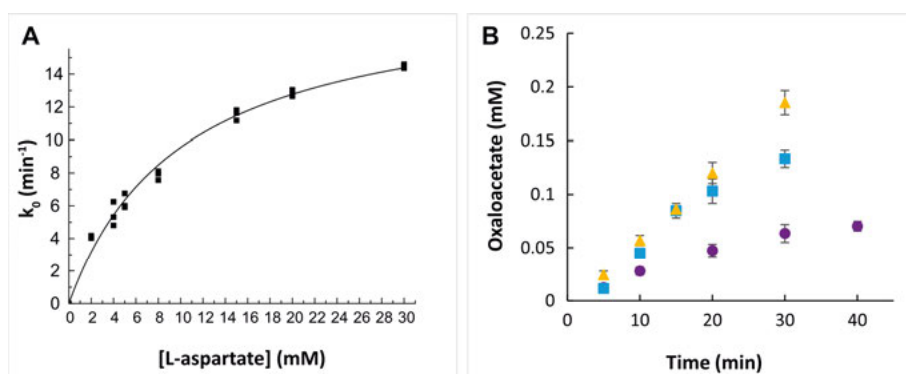 A
k₀ (min⁻¹)
14
12
10
8
6
4
2
0
0 2 4 6 8 10 12 14 16 18 20 22 24 26 28 30
[L-aspartate] (mM)
B
Oxaloacetate (mM)
0.25
0.2
0.15
0.1
0.05
0
0 10 20 30 40
Time (min)